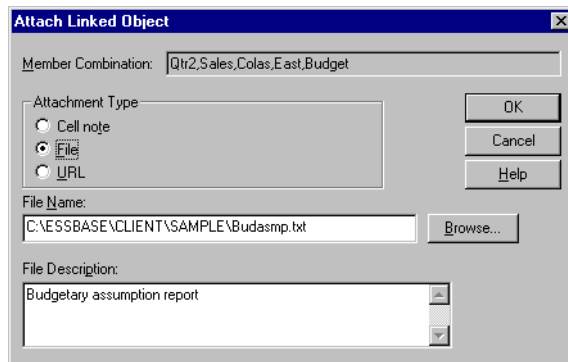 Attach Linked Object
Member Combination: Qtr2,Sales,Colas,East,Budget
Attachment Type
Cell note
File
URL
OK
Cancel
Help
File Name:
C:\ESSBASE\CLIENT\SAMPLE\Budasmp.txt
Browse...
File Description:
Budgetary assumption report